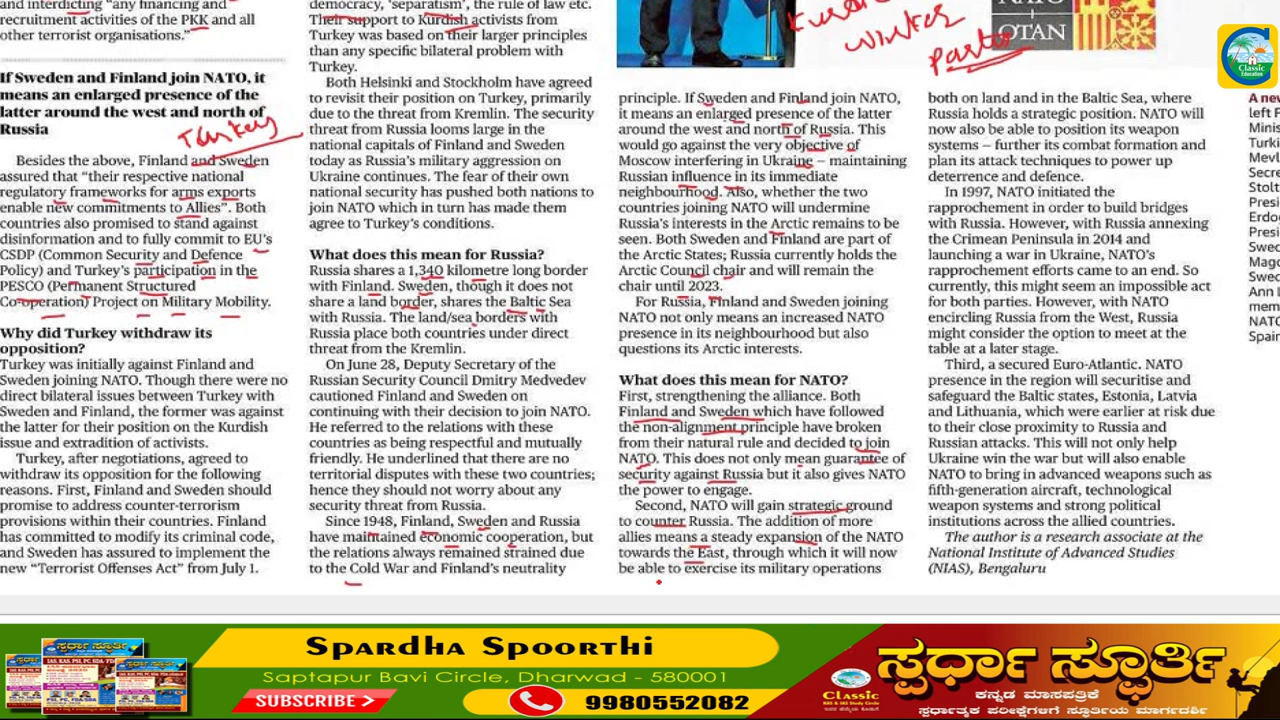 and interdicting “any financing and
recruitment activities of the PKK and all
other terrorist organisations.”
If Sweden and Finland join NATO, it
means an enlarged presence of the
latter around the west and north of
Russia
Turkey
Besides the above, Finland and Sweden
assured that “their respective national
regulatory frameworks for arms exports
enable new commitments to Allies”. Both
countries also promised to stand against
disinformation and to fully commit to EU’s
CSDP (Common Security and Defence
Policy) and Turkey’s participation in the
PESCO (Permanent Structured
Co-operation) Project on Military Mobility.
Why did Turkey withdraw its
opposition?
Turkey was initially against Finland and
Sweden joining NATO. Though there were no
direct bilateral issues between Turkey with
Sweden and Finland, the former was against
the latter for their position on the Kurdish
issue and extradition of activists.
Turkey, after negotiations, agreed to
withdraw its opposition for the following
reasons. First, Finland and Sweden should
promise to address counter-terrorism
provisions within their countries. Finland
has committed to modify its criminal code,
and Sweden has assured to implement the
new “Terrorist Offenses Act” from July 1.
democracy, ‘separatism’, the rule of law etc.
Their support to Kurdish activists from
Turkey was based on their larger principles
than any specific bilateral problem with
Turkey.
Both Helsinki and Stockholm have agreed
to revisit their position on Turkey, primarily
due to the threat from Kremlin. The security
threat from Russia looms large in the
national capitals of Finland and Sweden
today as Russia’s military aggression on
Ukraine continues. The fear of their own
national security has pushed both nations to
join NATO which in turn has made them
agree to Turkey’s conditions.
What does this mean for Russia?
Russia shares a 1,340 kilometre long border
with Finland. Sweden, though it does not
share a land border, shares the Baltic Sea
with Russia. The land/sea borders with
Russia place both countries under direct
threat from the Kremlin.
On June 28, Deputy Secretary of the
Russian Security Council Dmitry Medvedev
cautioned Finland and Sweden on
continuing with their decision to join NATO.
He referred to the relations with these
countries as being respectful and mutually
friendly. He underlined that there are no
territorial disputes with these two countries;
hence they should not worry about any
security threat from Russia.
Since 1948, Finland, Sweden and Russia
have maintained economic cooperation, but
the relations always remained strained due
to the Cold War and Finland’s neutrality
NATO
OTAN
principle. If Sweden and Finland join NATO,
it means an enlarged presence of the latter
around the west and north of Russia. This
would go against the very objective of
Moscow interfering in Ukraine – maintaining
Russian influence in its immediate
neighbourhood. Also, whether the two
countries joining NATO will undermine
Russia’s interests in the Arctic remains to be
seen. Both Sweden and Finland are part of
the Arctic States; Russia currently holds the
Arctic Council chair and will remain the
chair until 2023.
For Russia, Finland and Sweden joining
NATO not only means an increased NATO
presence in its neighbourhood but also
questions its Arctic interests.
What does this mean for NATO?
First, strengthening the alliance. Both
Finland and Sweden which have followed
the non-alignment principle have broken
from their natural rule and decided to join
NATO. This does not only mean guarantee of
security against Russia but it also gives NATO
the power to engage.
Second, NATO will gain strategic ground
to counter Russia. The addition of more
allies means a steady expansion of the NATO
towards the East, through which it will now
be able to exercise its military operations
both on land and in the Baltic Sea, where
Russia holds a strategic position. NATO will
now also be able to position its weapon
systems – further its combat formation and
plan its attack techniques to power up
deterrence and defence.
In 1997, NATO initiated the
rapprochement in order to build bridges
with Russia. However, with Russia annexing
the Crimean Peninsula in 2014 and
launching a war in Ukraine, NATO’s
rapprochement efforts came to an end. So
currently, this might seem an impossible act
for both parties. However, with NATO
encircling Russia from the West, Russia
might consider the option to meet at the
table at a later stage.
Third, a secured Euro-Atlantic. NATO
presence in the region will securitise and
safeguard the Baltic states, Estonia, Latvia
and Lithuania, which were earlier at risk due
to their close proximity to Russia and
Russian attacks. This will not only help
Ukraine win the war but will also enable
NATO to bring in advanced weapons such as
fifth-generation aircraft, technological
weapon systems and strong political
institutions across the allied countries.
The author is a research associate at the
National Institute of Advanced Studies
(NIAS), Bengaluru
Classic
Education
A new
left F
Minis
Turki
Mevl
Secre
Stolt
Presi
Erdog
Presi
Swed
Magd
Swed
Ann L
mem
NATO
Spain
Spardha Spoorthi
Saptapur Bavi Circle, Dharwad - 580001
SUBSCRIBE
9980552082
Classic
ಸ್ಪರ್ಧಾ ಸ್ಫೂರ್ತಿ
ಕನ್ನಡ ಮಾಸಪತ್ರಿಕೆ
ಸ್ಪರ್ಧಾತ್ಮಕ ಪರೀಕ್ಷೆಗಳಿಗೆ ಸ್ಫೂರ್ತಿಯ ಮಾರ್ಗದರ್ಶಿ